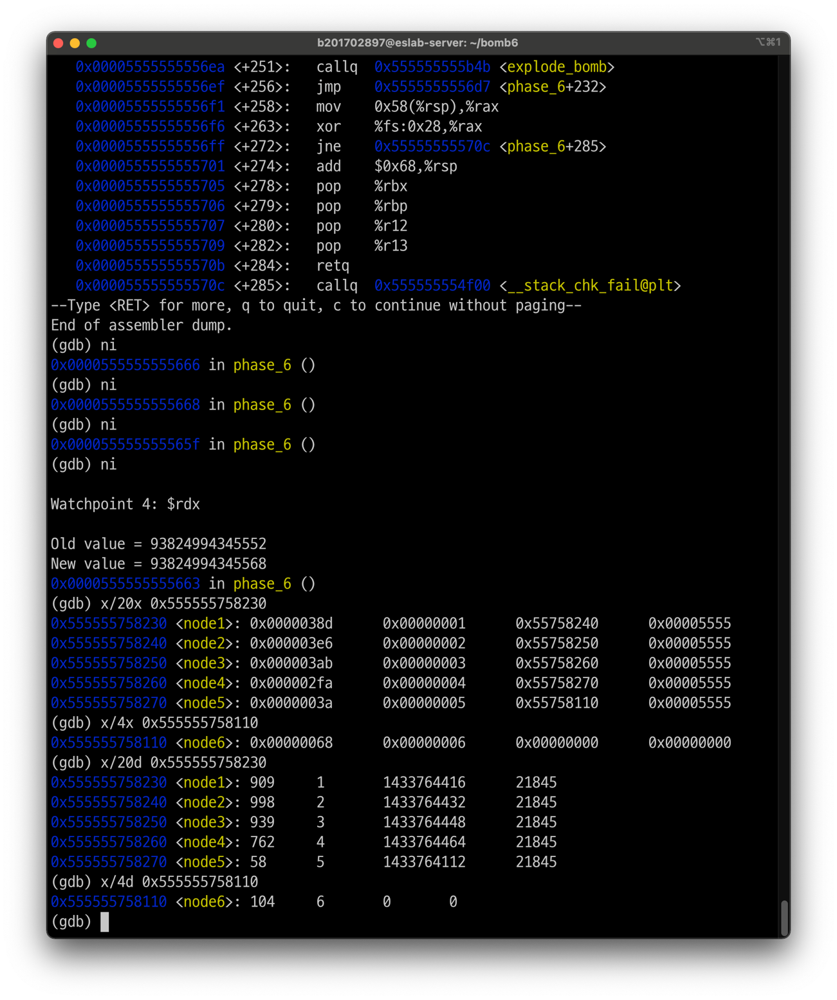 b201702897@eslab-server: ~/bomb6
⌥⌘1
0x00005555555556ea <+251>: callq 0x555555555b4b <explode_bomb>
0x00005555555556ef <+256>: jmp 0x5555555556d7 <phase_6+232>
0x00005555555556f1 <+258>: mov 0x58(%rsp),%rax
0x00005555555556f6 <+263>: xor %fs:0x28,%rax
0x00005555555556ff <+272>: jne 0x55555555570c <phase_6+285>
0x0000555555555701 <+274>: add $0x68,%rsp
0x0000555555555705 <+278>: pop %rbx
0x0000555555555706 <+279>: pop %rbp
0x0000555555555707 <+280>: pop %r12
0x0000555555555709 <+282>: pop %r13
0x000055555555570b <+284>: retq
0x000055555555570c <+285>: callq 0x555555554f00 <__stack_chk_fail@plt>
--Type <RET> for more, q to quit, c to continue without paging--
End of assembler dump.
(gdb) ni
0x0000555555555666 in phase_6 ()
(gdb) ni
0x0000555555555668 in phase_6 ()
(gdb) ni
0x000055555555565f in phase_6 ()
(gdb) ni
Watchpoint 4: $rdx
Old value = 93824994345552
New value = 93824994345568
0x0000555555555663 in phase_6 ()
(gdb) x/20x 0x555555758230
0x555555758230 <node1>: 0x0000038d 0x00000001 0x55758240 0x00005555
0x555555758240 <node2>: 0x000003e6 0x00000002 0x55758250 0x00005555
0x555555758250 <node3>: 0x000003ab 0x00000003 0x55758260 0x00005555
0x555555758260 <node4>: 0x000002fa 0x00000004 0x55758270 0x00005555
0x555555758270 <node5>: 0x0000003a 0x00000005 0x55758110 0x00005555
(gdb) x/4x 0x555555758110
0x555555758110 <node6>: 0x00000068 0x00000006 0x00000000 0x00000000
(gdb) x/20d 0x555555758230
0x555555758230 <node1>: 909 1 1433764416 21845
0x555555758240 <node2>: 998 2 1433764432 21845
0x555555758250 <node3>: 939 3 1433764448 21845
0x555555758260 <node4>: 762 4 1433764464 21845
0x555555758270 <node5>: 58 5 1433764112 21845
(gdb) x/4d 0x555555758110
0x555555758110 <node6>: 104 6 0 0
(gdb)